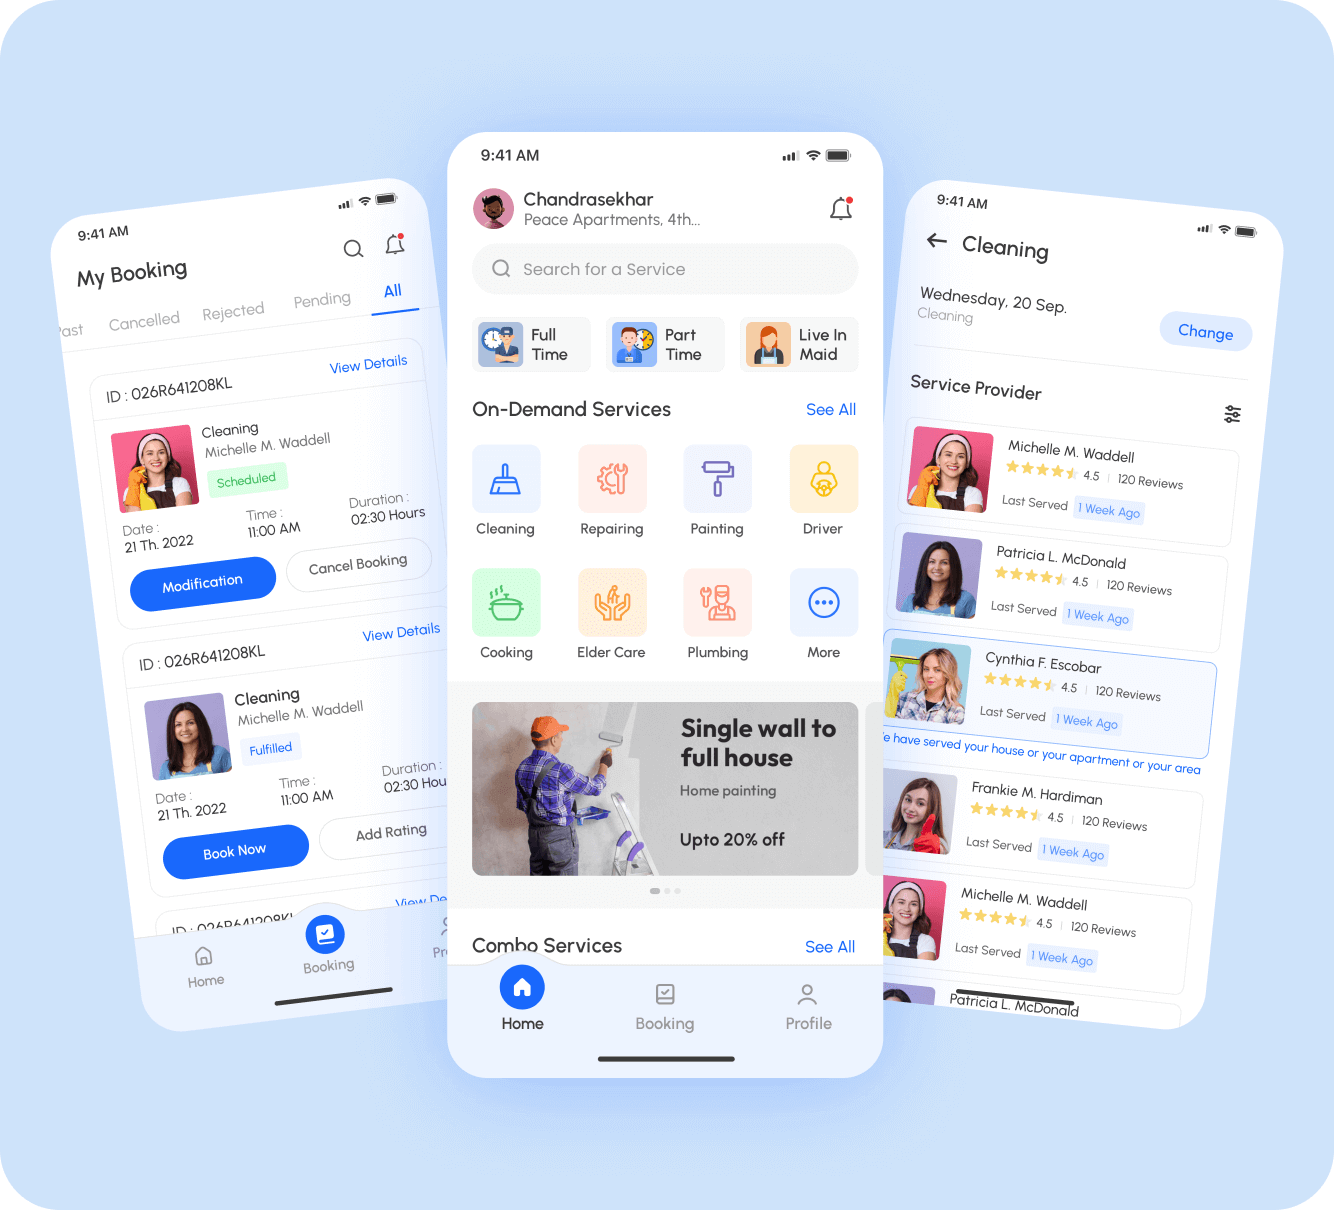 9:41 AM
My Booking
Past
Cancelled
Rejected
Pending
All
ID : 026R641208KL
View Details
Cleaning
Michelle M. Waddell
Scheduled
Date :
21 Th. 2022
Time :
11:00 AM
Duration :
02:30 Hours
Modification
Cancel Booking
ID : 026R641208KL
View Details
Cleaning
Michelle M. Waddell
Fulfilled
Date :
21 Th. 2022
Time :
11:00 AM
Duration :
02:30 Hou
Book Now
Add Rating
ID : 026R641208KL
View De
Home
Booking
Pr
9:41 AM
Chandrasekhar
Peace Apartments, 4th...
Search for a Service
Full
Time
Part
Time
Live In
Maid
On-Demand Services
See All
Cleaning
Repairing
Painting
Driver
Cooking
Elder Care
Plumbing
More
Single wall to
full house
Home painting
Upto 20% off
Combo Services
See All
Home
Booking
Profile
9:41 AM
Cleaning
Wednesday, 20 Sep.
Cleaning
Change
Service Provider
Michelle M. Waddell
4.5 | 120 Reviews
Last Served 1 Week Ago
Patricia L. McDonald
4.5 | 120 Reviews
Last Served 1 Week Ago
Cynthia F. Escobar
4.5 | 120 Reviews
Last Served 1 Week Ago
e have served your house or your apartment or your area
Frankie M. Hardiman
4.5 | 120 Reviews
Last Served 1 Week Ago
Michelle M. Waddell
4.5 | 120 Reviews
Last Served 1 Week Ago
Patricia L. McDonald